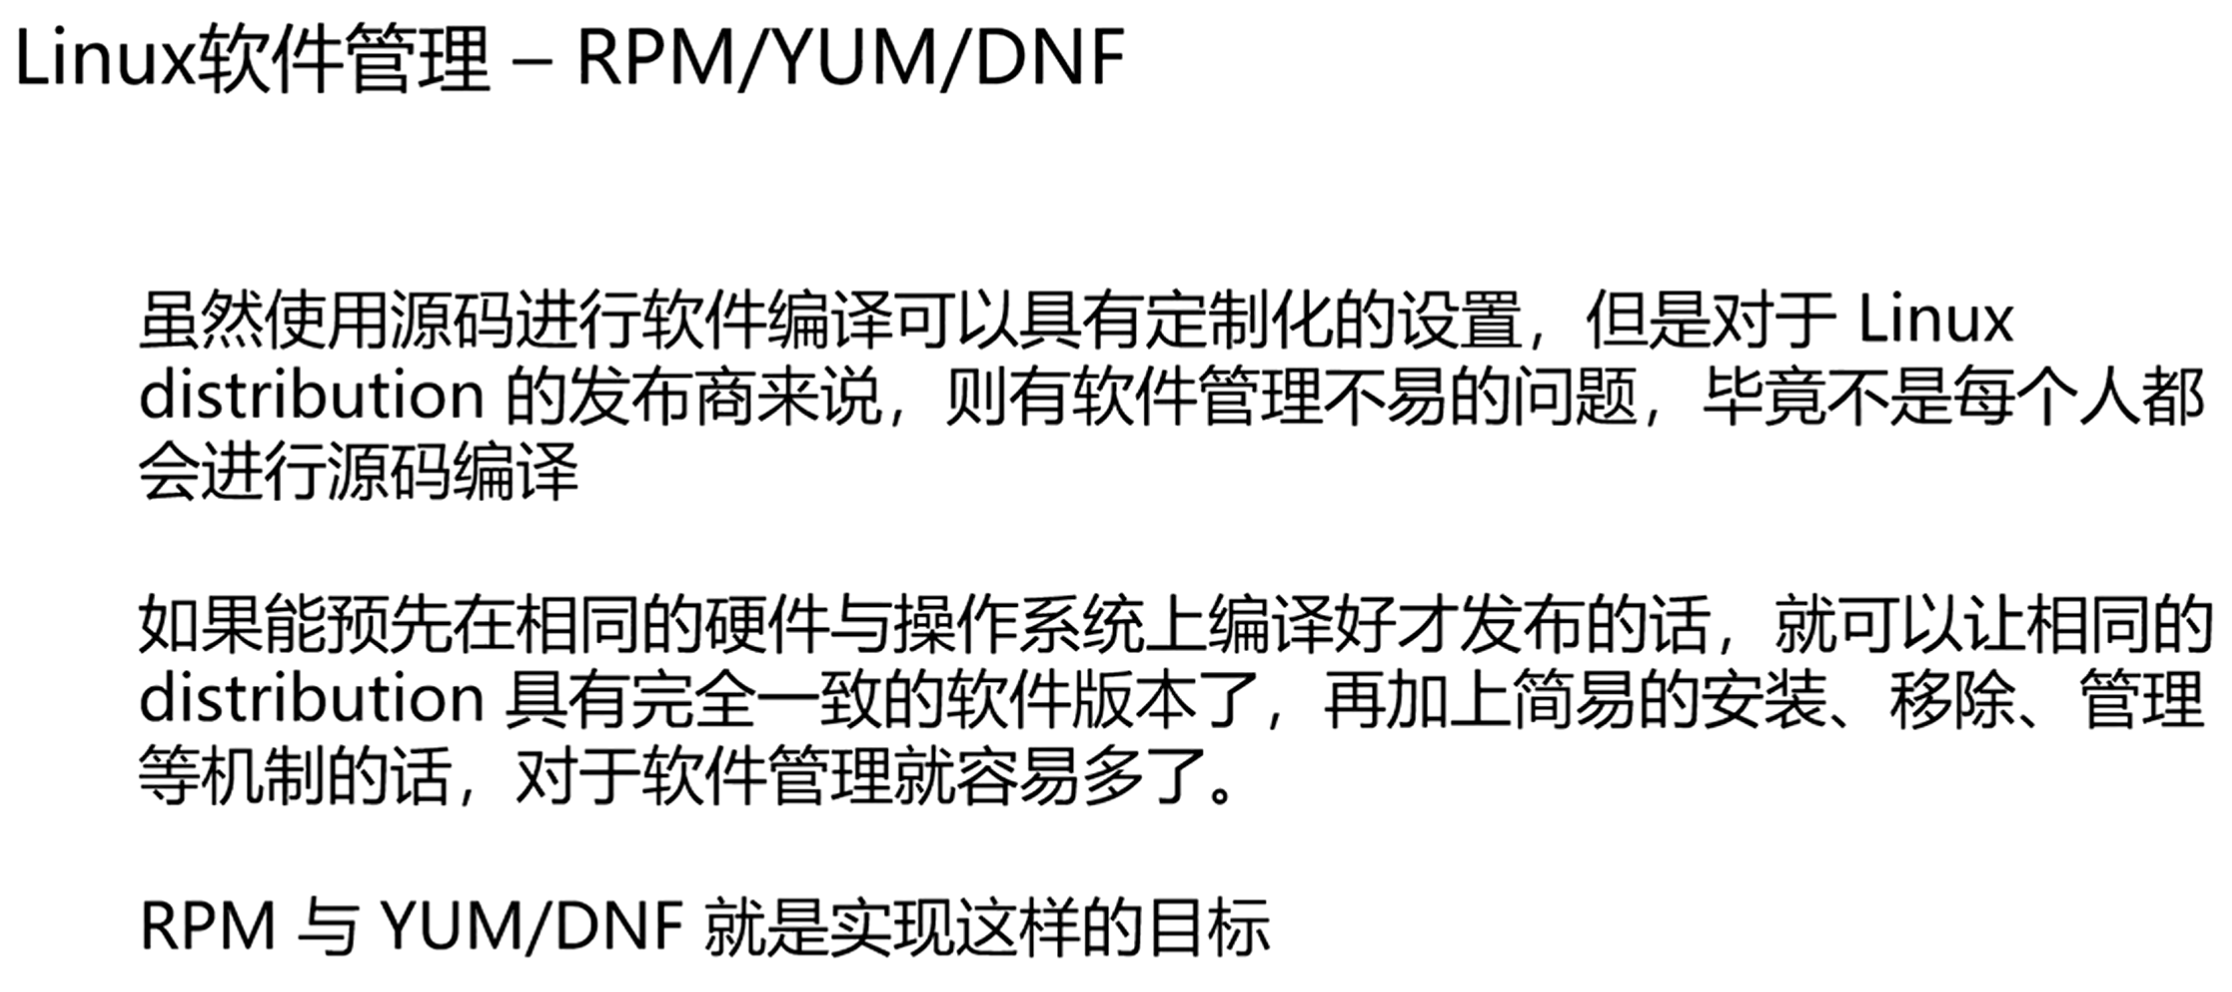 Linux软件管理 – RPM/YUM/DNF
虽然使用源码进行软件编译可以具有定制化的设置，但是对于 Linux
distribution 的发布商来说，则有软件管理不易的问题，毕竟不是每个人都
会进行源码编译
如果能预先在相同的硬件与操作系统上编译好才发布的话，就可以让相同的
distribution 具有完全一致的软件版本了，再加上简易的安装、移除、管理
等机制的话，对于软件管理就容易多了。
RPM 与 YUM/DNF 就是实现这样的目标